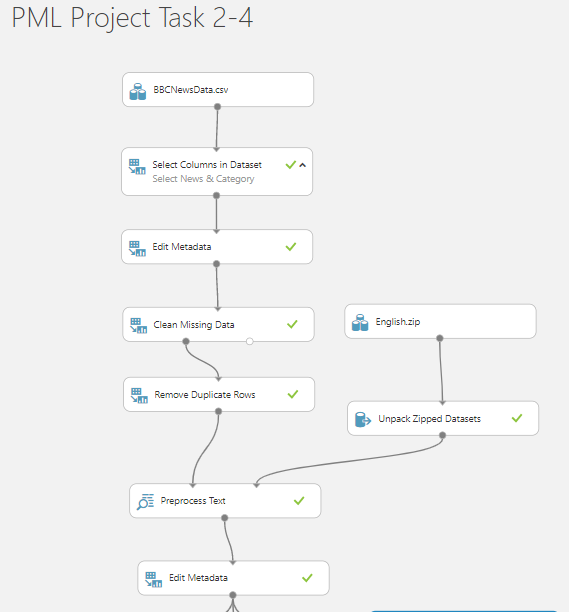 PML Project Task 2-4
BBCNewsData.csv
Select Columns in Dataset
Select News & Category
Edit Metadata
Clean Missing Data
English.zip
Remove Duplicate Rows
Unpack Zipped Datasets
Preprocess Text
Edit Metadata